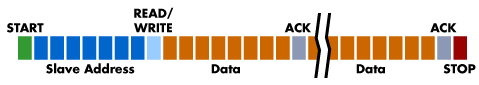 READ/
WRITE
START
ACK
ACK
Slave Address
Data
Data
STOP